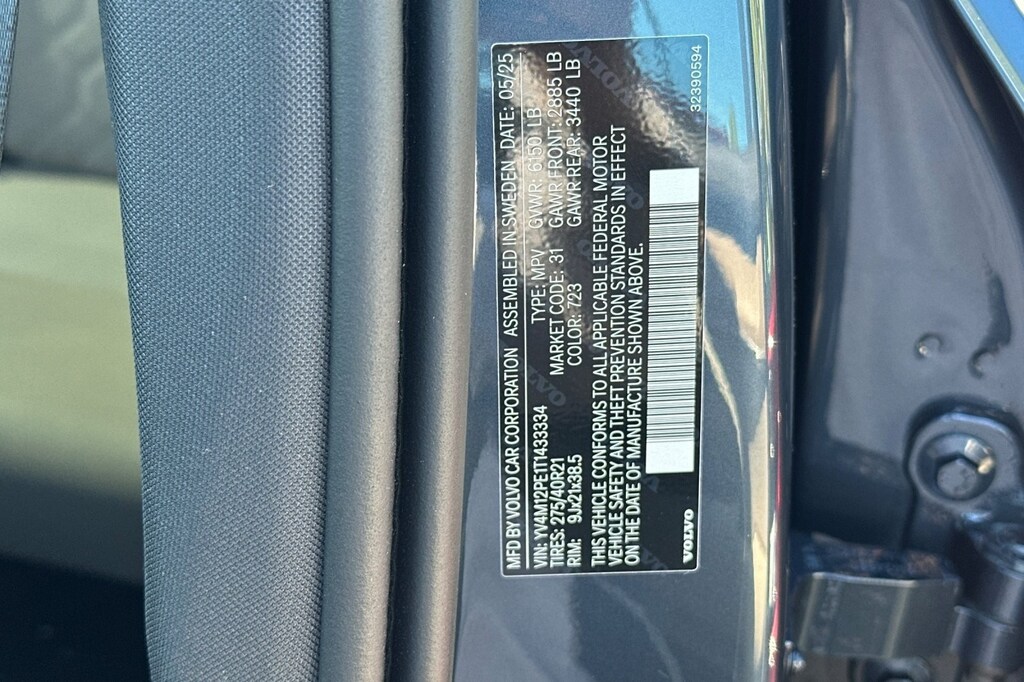 MFD BY VOLVO CAR CORPORATION ASSEMBLED IN SWEDEN DATE: 05/25
VIN: YV4M12PE1T1433334 TYPE: MPV GVWR: 6150 LB
TIRES: 275/40R21 MARKET CODE: 31 GAWR FRONT: 2885 LB
RIM: 9Jx21x38.5 COLOR: 723 GAWR REAR: 3440 LB
THIS VEHICLE CONFORMS TO ALL APPLICABLE FEDERAL MOTOR
VEHICLE SAFETY AND THEFT PREVENTION STANDARDS IN EFFECT
ON THE DATE OF MANUFACTURE SHOWN ABOVE.
VOLVO
32390594